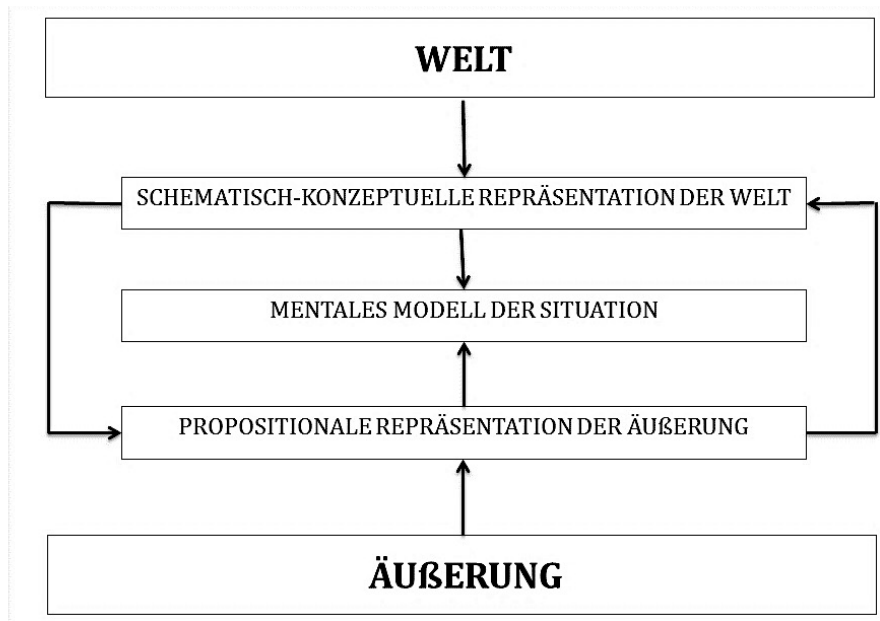 WELT
SCHEMATISCH-KONZEPTUELLE REPRÄSENTATION DER WELT
MENTALES MODELL DER SITUATION
PROPOSITIONALE REPRÄSENTATION DER ÄUßERUNG
ÄUßERUNG